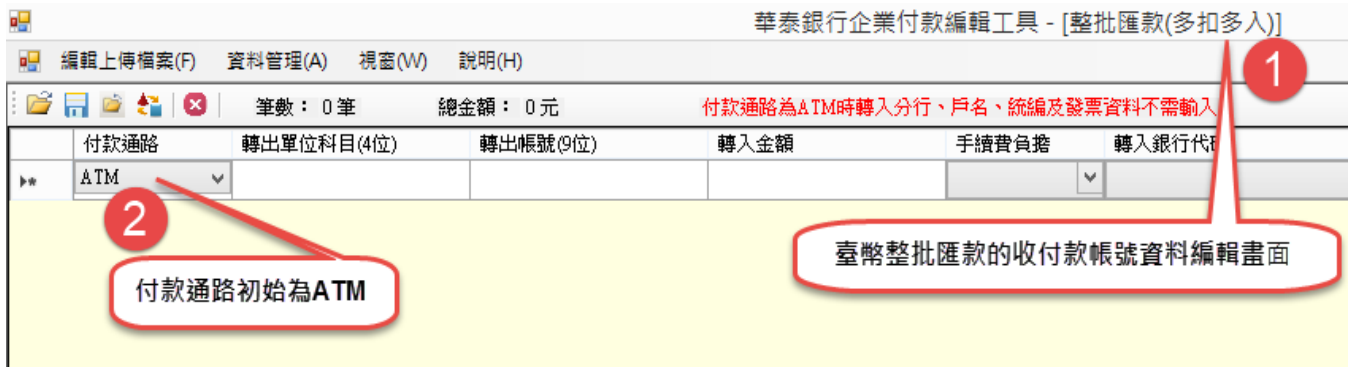 華泰銀行企業付款編輯工具 - [整批匯款(多扣多入)]
編輯上傳檔案(F) 資料管理(A) 視窗(W) 說明(H)
1
筆數： 0筆 總金額： 0元 付款通路為ATM時轉入分行、戶名、統編及發票資料不需輸入
付款通路 轉出單位科目(4位) 轉出帳號(9位) 轉入金額 手續費負擔 轉入銀行代
ATM
2
臺幣整批匯款的收付款帳號資料編輯畫面
付款通路初始為ATM